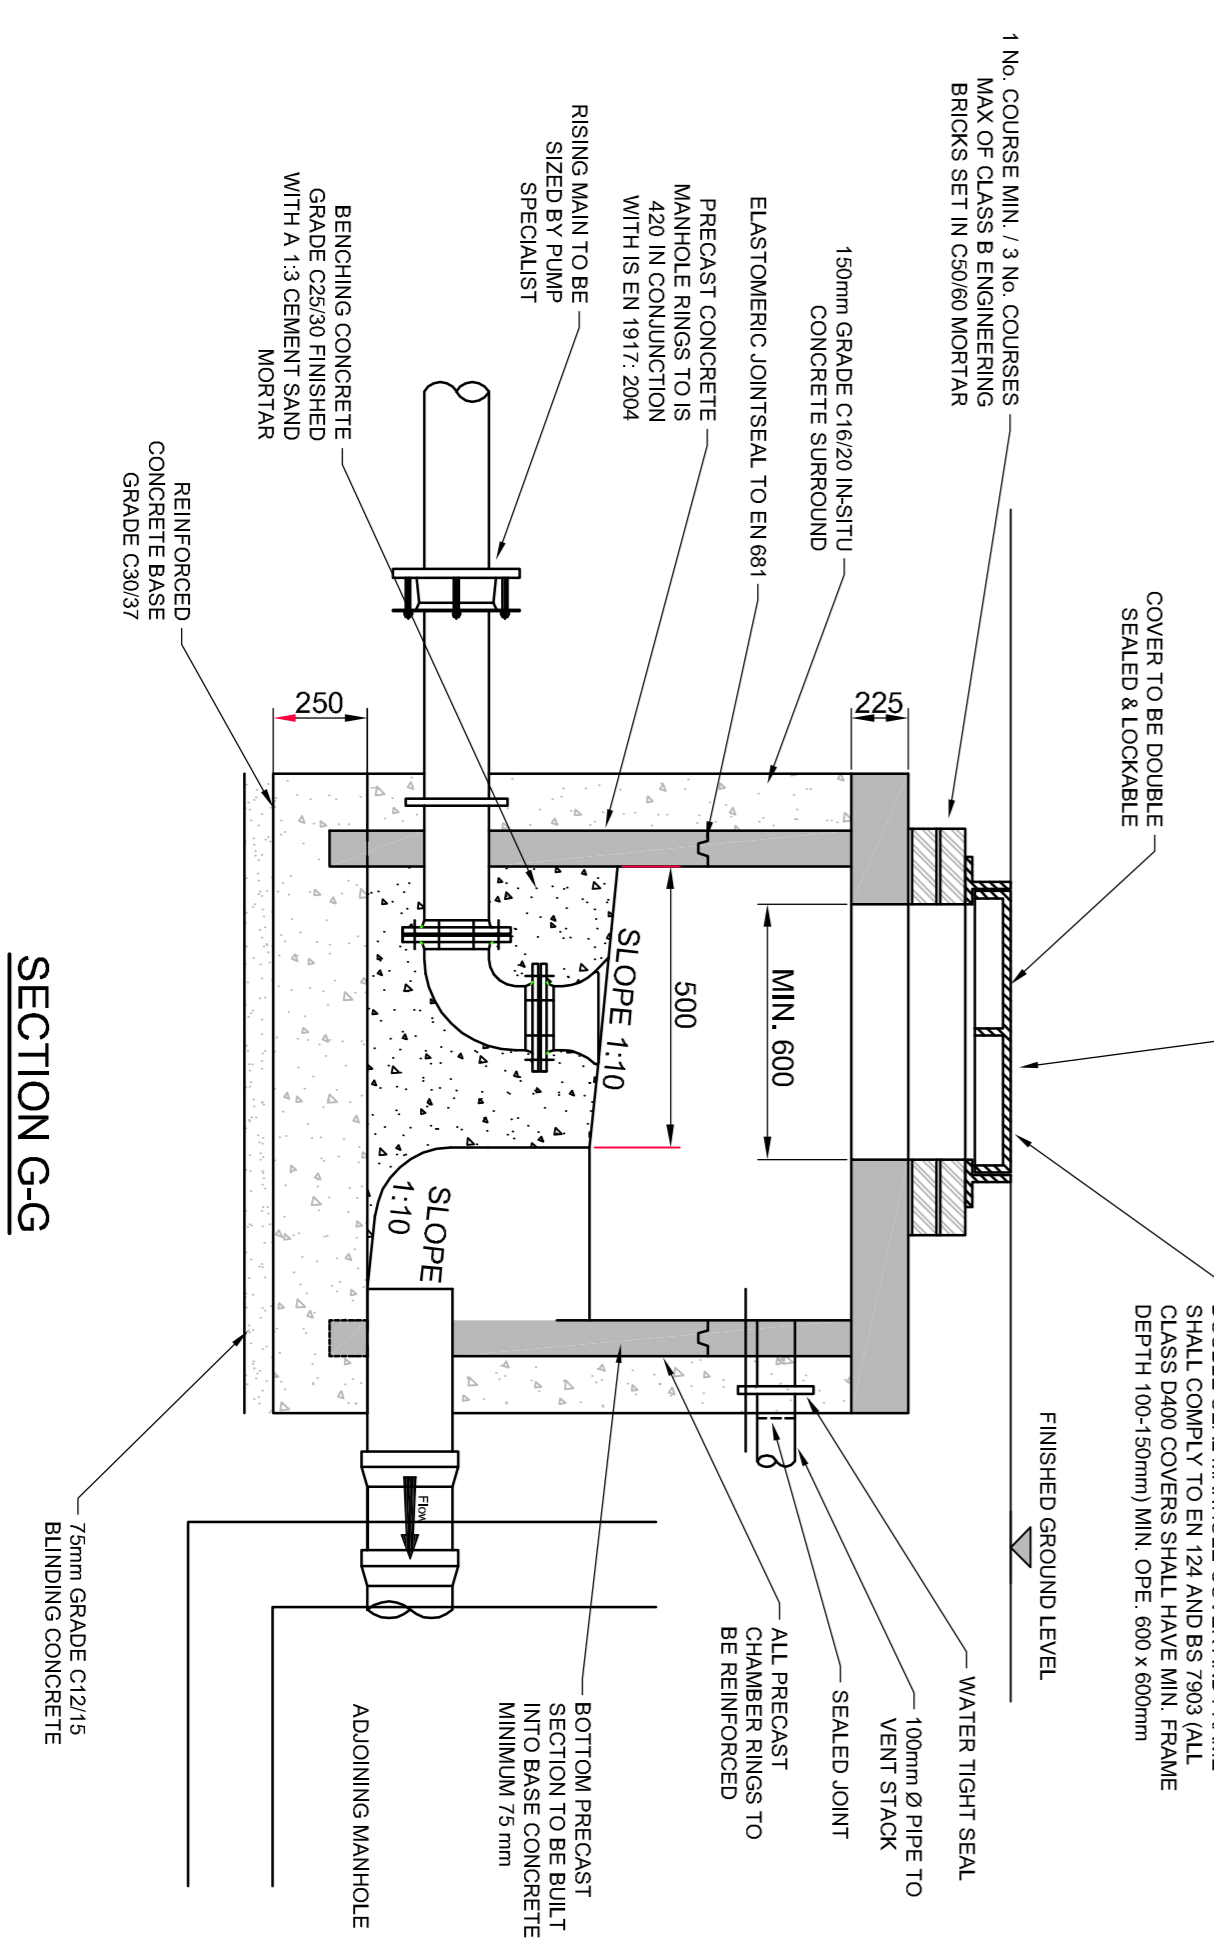 SHALL COMPLY TO EN 124 AND BS 7903 (ALL
CLASS D400 COVERS SHALL HAVE MIN. FRAME
DEPTH 100-150mm) MIN. OPE. 600 x 600mm
COVER TO BE DOUBLE
SEALED & LOCKABLE
FINISHED GROUND LEVEL
1 No. COURSE MIN. / 3 No. COURSES
MAX OF CLASS B ENGINEERING
BRICKS SET IN C50/60 MORTAR
225
WATER TIGHT SEAL
100mm Ø PIPE TO
VENT STACK
150mm GRADE C16/20 IN-SITU
CONCRETE SURROUND
SEALED JOINT
MIN. 600
ELASTOMERIC JOINTSEAL TO EN 681
ALL PRECAST
CHAMBER RINGS TO
BE REINFORCED
PRECAST CONCRETE
MANHOLE RINGS TO IS
420 IN CONJUNCTION
WITH IS EN 1917: 2004
500
SLOPE 1:10
RISING MAIN TO BE
SIZED BY PUMP
SPECIALIST
BOTTOM PRECAST
SECTION TO BE BUILT
INTO BASE CONCRETE
MINIMUM 75 mm
SLOPE
1:10
Flow
BENCHING CONCRETE
GRADE C25/30 FINISHED
WITH A 1:3 CEMENT SAND
MORTAR
ADJOINING MANHOLE
250
REINFORCED
CONCRETE BASE
GRADE C30/37
75mm GRADE C12/15
BLINDING CONCRETE
SECTION G-G